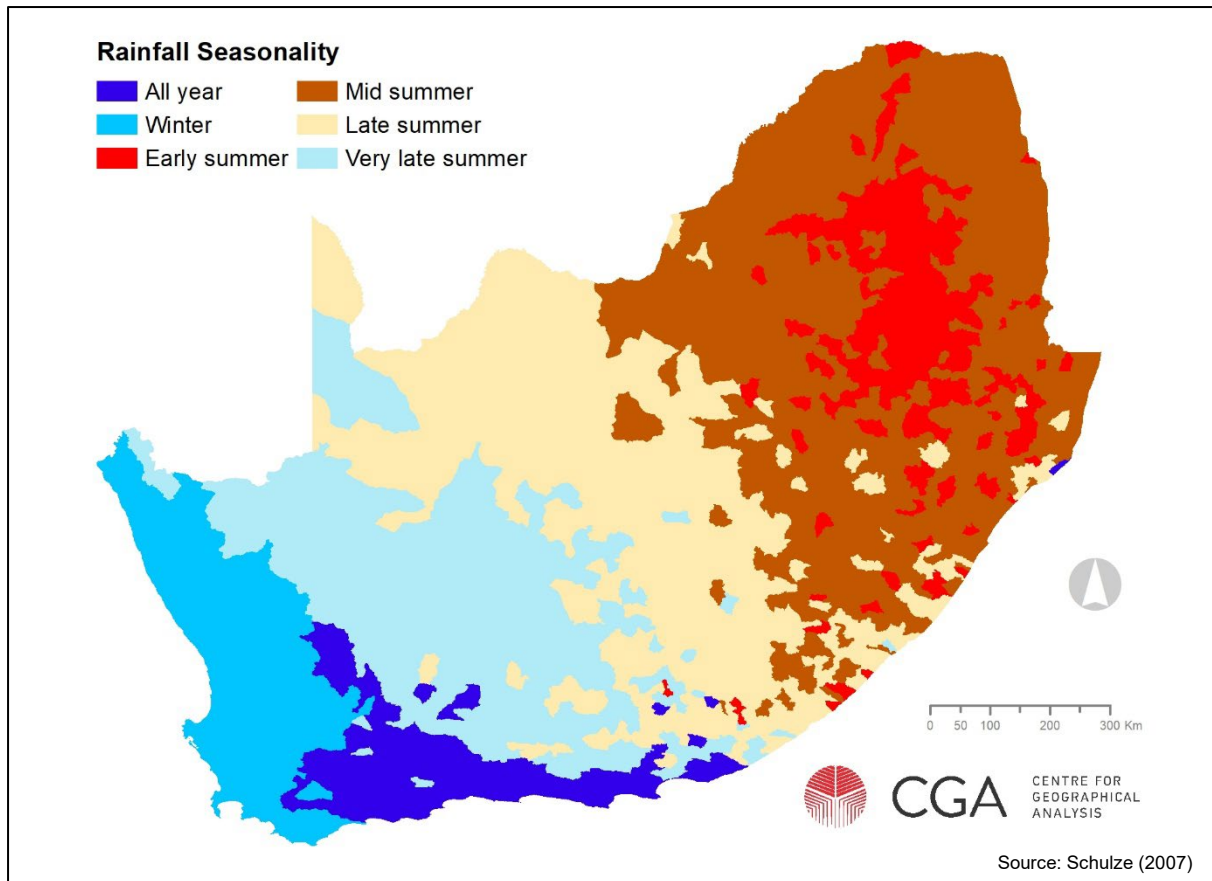 Rainfall Seasonality
All year
Mid summer
Winter
Late summer
Early summer
Very late summer
0 50 100 200 300 Km
CGA
CENTRE FOR
GEOGRAPHICAL
ANALYSIS
Source: Schulze (2007)